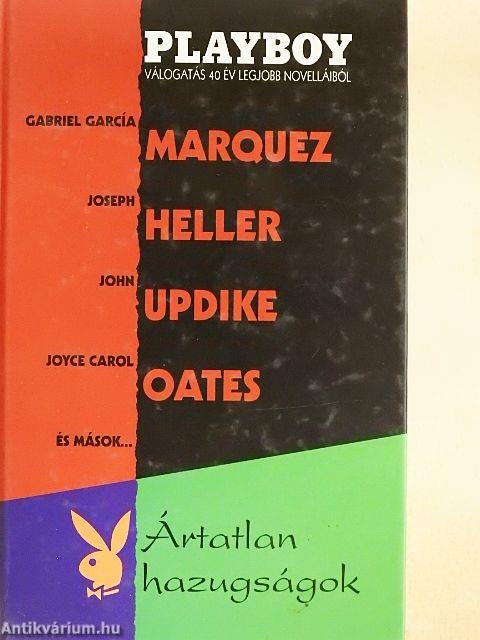 PLAYBOY
VÁLOGATÁS 40 ÉV LEGJOBB NOVELLÁIBÓL
GABRIEL GARCÍA
MARQUEZ
JOSEPH
HELLER
JOHN
UPDIKE
JOYCE CAROL
OATES
ÉS MÁSOK...
Ártatlan
hazugságok
Antikvárium.hu